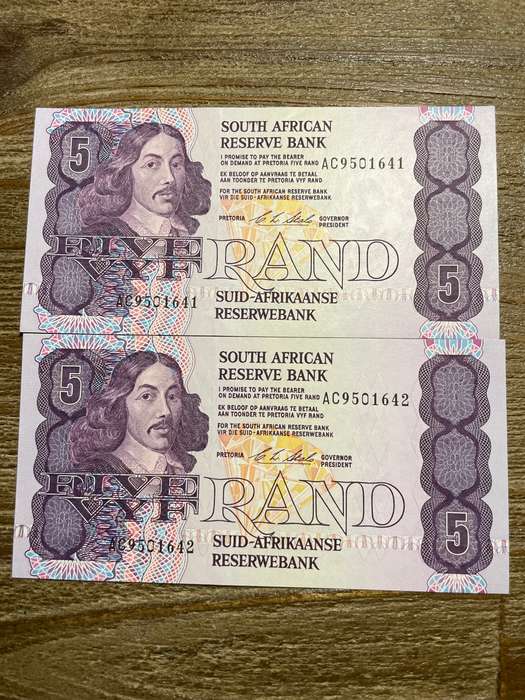 5
SOUTH AFRICAN
RESERVE BANK
I PROMISE TO PAY THE BEARER
ON DEMAND AT PRETORIA FIVE RAND
AC9501641
EK BELOOF OP AANVRAAG TE BETAAL
AAN TOONDER TE PRETORIA VYF RAND
FOR THE SOUTH AFRICAN RESERVE BANK
VIR DIE SUID-AFRIKAANSE RESERWEBANK
PRETORIA
GOVERNOR
PRESIDENT
FIVE
VYF
RAND
5
AC9501641
SUID-AFRIKAANSE
RESERWEBANK
5
SOUTH AFRICAN
RESERVE BANK
I PROMISE TO PAY THE BEARER
ON DEMAND AT PRETORIA FIVE RAND
AC9501642
EK BELOOF OP AANVRAAG TE BETAAL
AAN TOONDER TE PRETORIA VYF RAND
FOR THE SOUTH AFRICAN RESERVE BANK
VIR DIE SUID-AFRIKAANSE RESERWEBANK
PRETORIA
GOVERNOR
PRESIDENT
FIVE
VYF
RAND
5
AC9501642
SUID-AFRIKAANSE
RESERWEBANK